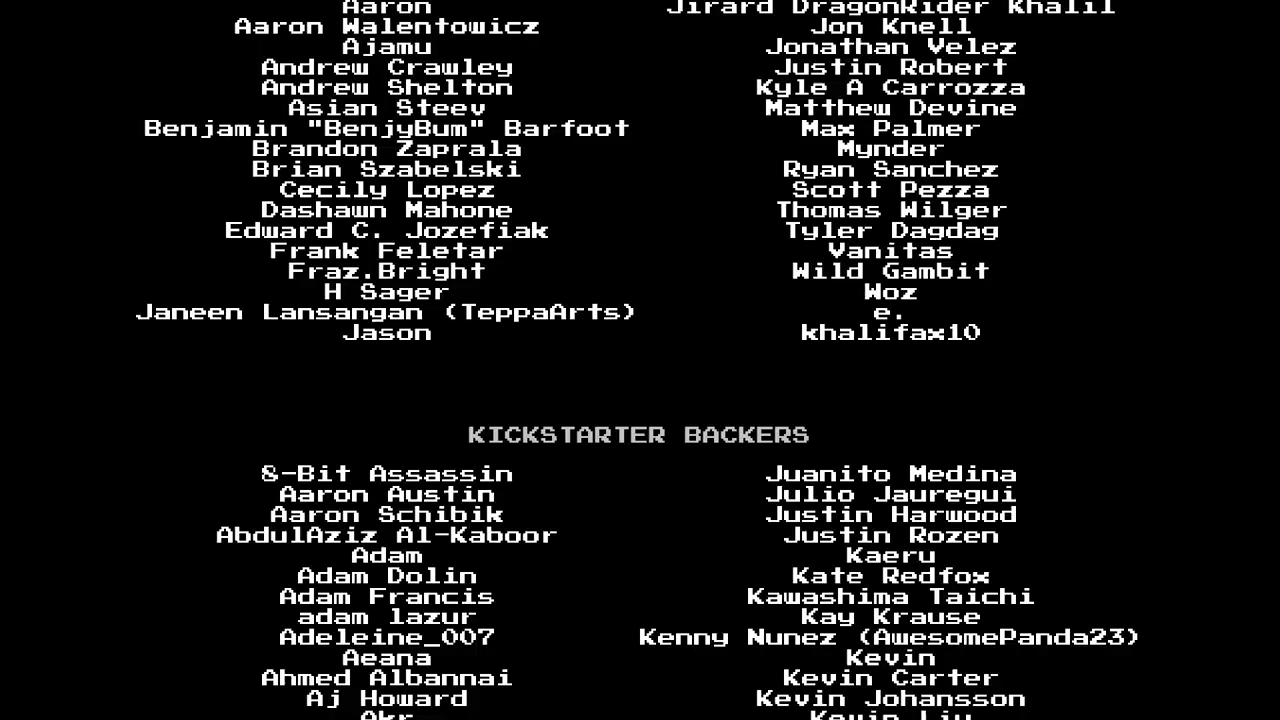 Aaron
Jirard DragonRider Khalil
Aaron Walentowicz
Jon Knell
Ajamu
Jonathan Velez
Andrew Crawley
Justin Robert
Andrew Shelton
Kyle A Carrozza
Asian Steev
Matthew Devine
Benjamin "BenjyBum" Barfoot
Max Palmer
Brandon Zaprala
Mynder
Brian Szabelski
Ryan Sanchez
Cecily Lopez
Scott Pezza
Dashawn Mahone
Thomas Wilger
Edward C. Jozefiak
Tyler Dagdag
Frank Feletar
Vanitas
Fraz.Bright
Wild Gambit
H Sager
Woz
Janeen Lansangan (TeppaArts)
e.
Jason
khalifax10
KICKSTARTER BACKERS
8-Bit Assassin
Juanito Medina
Aaron Austin
Julio Jauregui
Aaron Schibik
Justin Harwood
AbdulAziz Al-Kaboor
Justin Rozen
Adam
Kaeru
Adam Dolin
Kate Redfox
Adam Francis
Kawashima Taichi
adam lazur
Kay Krause
Adeleine_007
Kenny Nunez (AwesomePanda23)
Aeana
Kevin
Ahmed Albannai
Kevin Carter
Aj Howard
Kevin Johansson
Akr
Kevin Liu